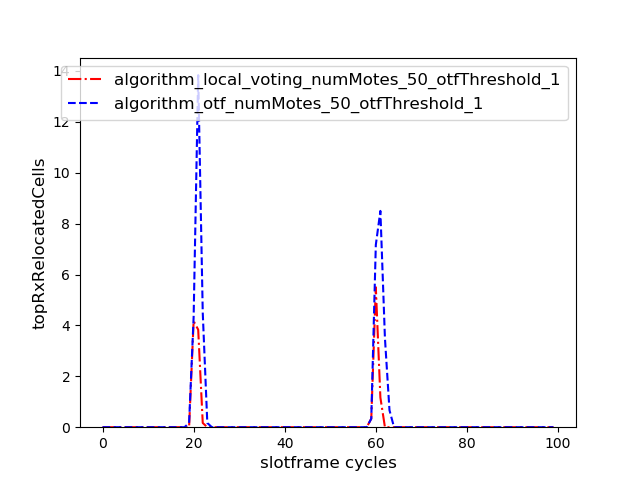 algorithm_local_voting_numMotes_50_otfThreshold_1
algorithm_otf_numMotes_50_otfThreshold_1
topRxRelocatedCells
14
12
10
8
6
4
2
0
0 20 40 60 80 100
slotframe cycles